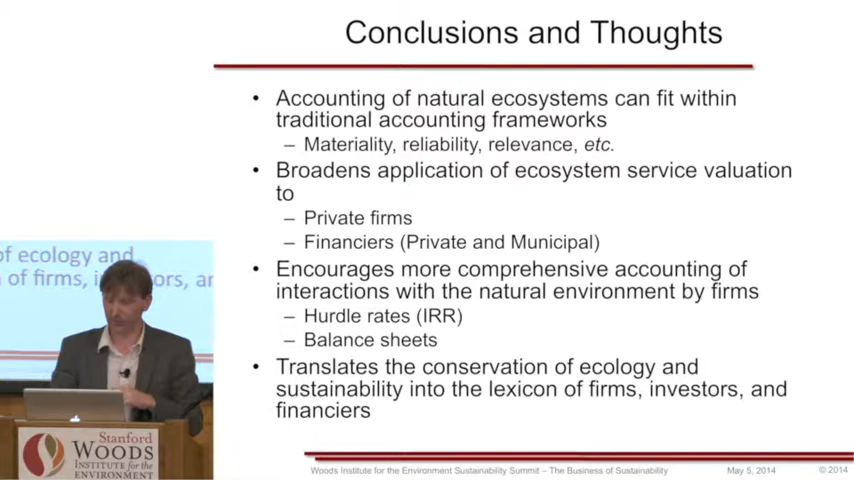 Conclusions and Thoughts
• Accounting of natural ecosystems can fit within
traditional accounting frameworks
– Materiality, reliability, relevance, etc.
• Broadens application of ecosystem service valuation
to
– Private firms
– Financiers (Private and Municipal)
• Encourages more comprehensive accounting of
interactions with the natural environment by firms
– Hurdle rates (IRR)
– Balance sheets
• Translates the conservation of ecology and
sustainability into the lexicon of firms, investors, and
financiers
Woods Institute for the Environment Sustainability Summit – The Business of Sustainability May 5, 2014 © 2014
of ecology and
of firms, ors, an
Stanford
WOODS
INSTITUTE for the
ENVIRONMENT